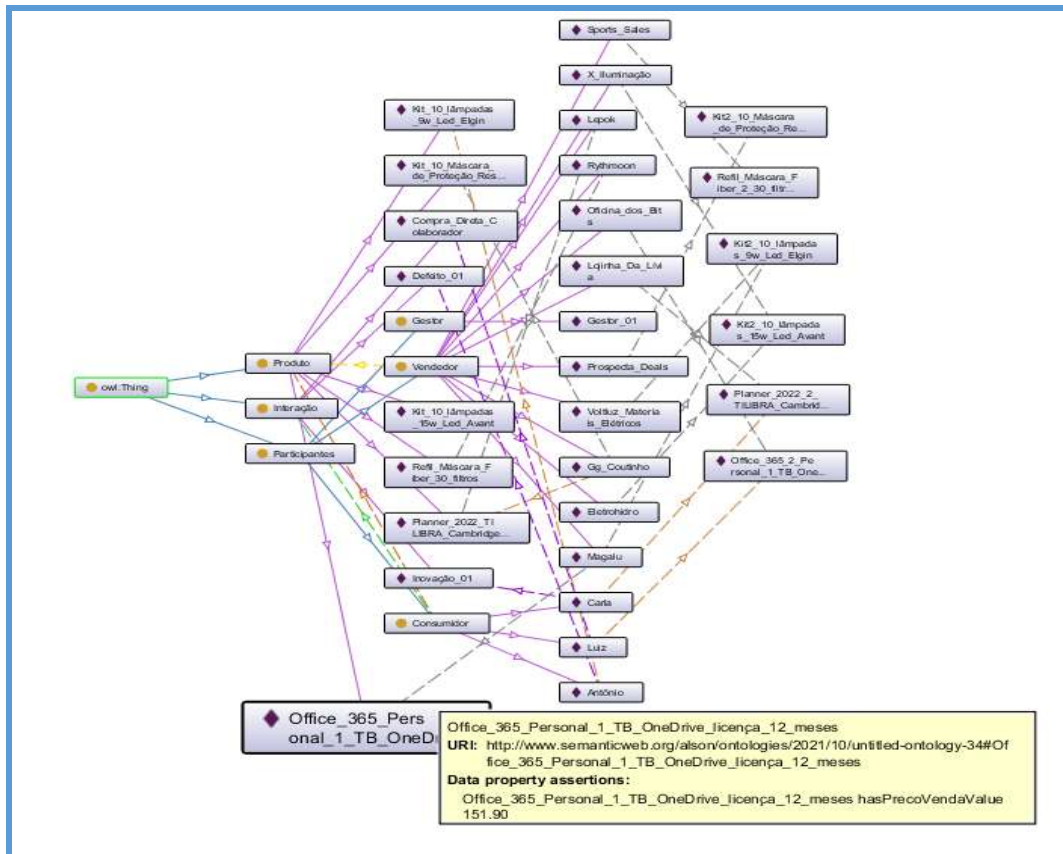 owl:Thing
Produto
Interação
Participantes
Kit_10_lâmpadas
_9w_Led_Elgin
Kit_10_Máscara_
de_Proteção_Res...
Compra_Direta_C
olaborador
Defeito_01
Gestor
Vendedor
Kit_10_lâmpadas
_15w_Led_Avant
Refil_Máscara_F
iber_30_filtros
Planner_2022_TI
LIBRA_Cambridge...
Inovação_01
Consumidor
Sports_Sales
X_Iluminação
Lepok
Rythmoon
Oficina_dos_Bit
s
Lojinha_Da_Lívi
a
Gestor_01
Prospecta_Deals
Voltluz_Materia
is_Elétricos
Gg_Coutinho
Eletrohidro
Magalu
Carla
Luiz
Antônio
Kit2_10_Máscara
_de_Proteção_Re...
Refil_Máscara_F
iber_2_30_filtr...
Kit2_10_lâmpada
s_9w_Led_Elgin
Kit2_10_lâmpada
s_15w_Led_Avant
Planner_2022_2_
TILIBRA_Cambrid...
Office_365_2_Pe
rsonal_1_TB_One...
Office_365_Pers
onal_1_TB_OneDri
Office_365_Personal_1_TB_OneDrive_licença_12_meses
URI: http://www.semanticweb.org/alson/ontologies/2021/10/untitled-ontology-34#Of
fice_365_Personal_1_TB_OneDrive_licença_12_meses
Data property assertions:
Office_365_Personal_1_TB_OneDrive_licença_12_meses hasPrecoVendaValue
151.90